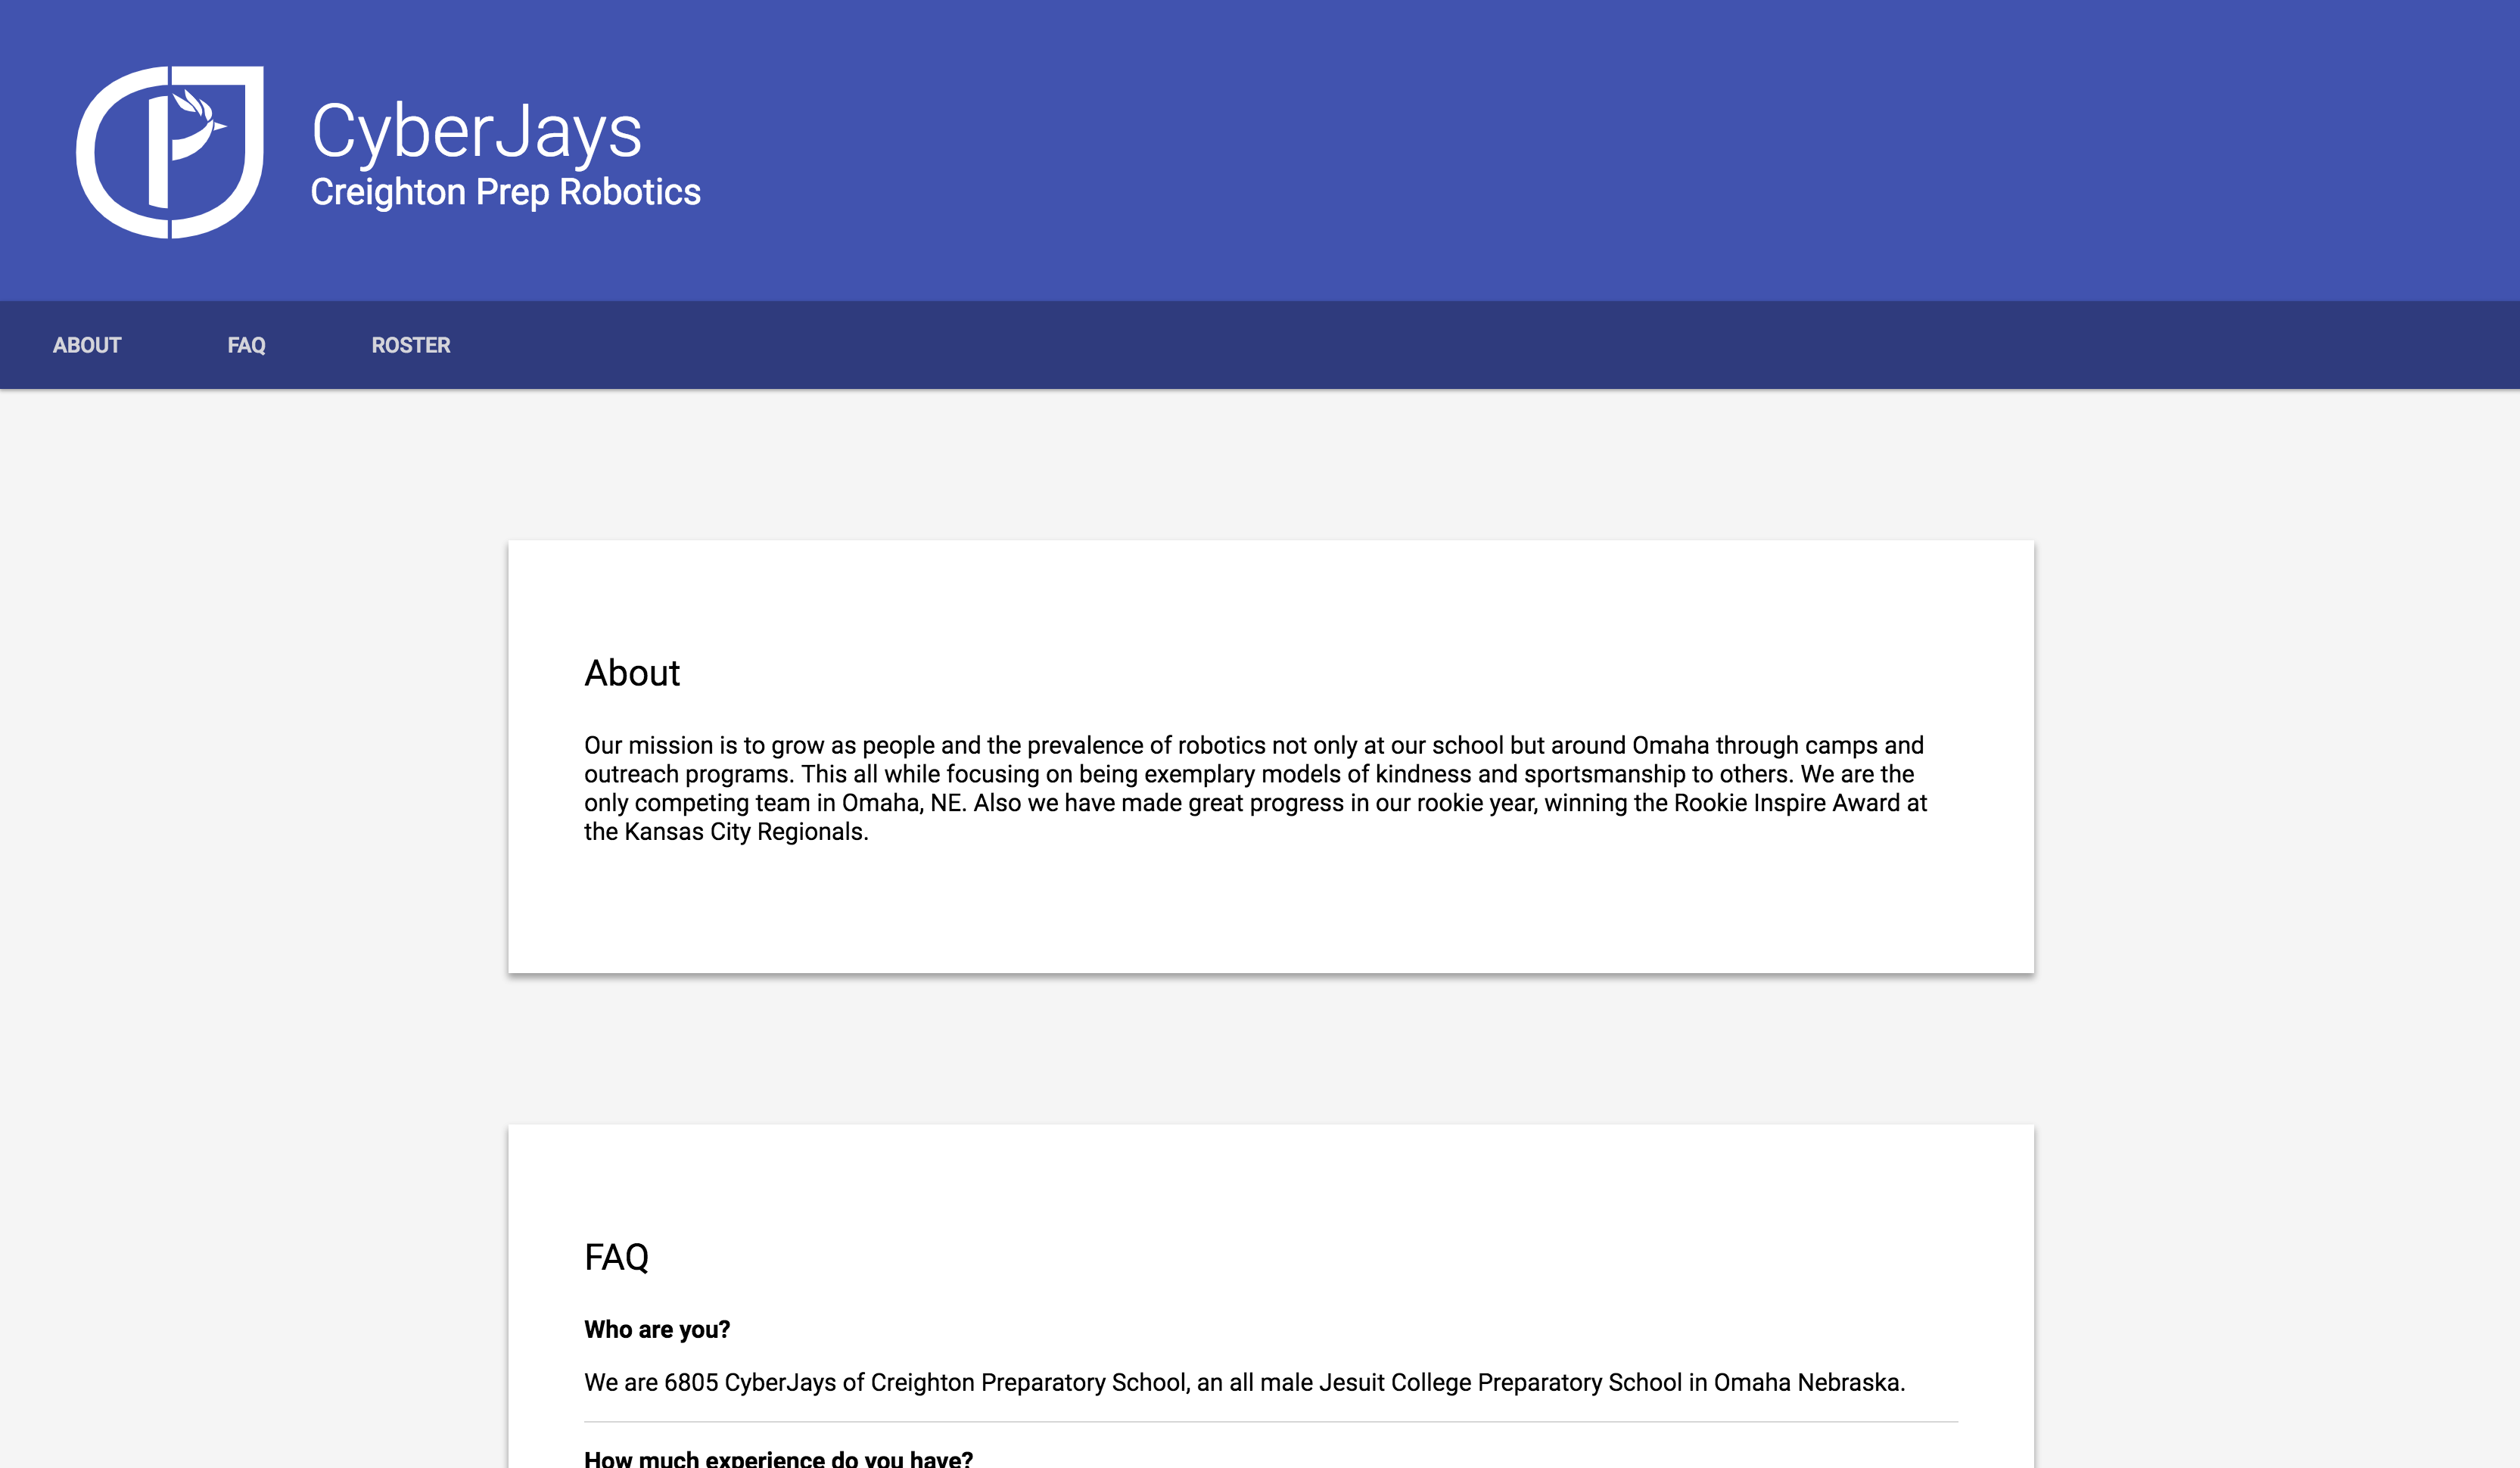 CyberJays
Creighton Prep Robotics
ABOUT
FAQ
ROSTER
About
Our mission is to grow as people and the prevalence of robotics not only at our school but around Omaha through camps and
outreach programs. This all while focusing on being exemplary models of kindness and sportsmanship to others. We are the
only competing team in Omaha, NE. Also we have made great progress in our rookie year, winning the Rookie Inspire Award at
the Kansas City Regionals.
FAQ
Who are you?
We are 6805 CyberJays of Creighton Preparatory School, an all male Jesuit College Preparatory School in Omaha Nebraska.
How much experience do you have?